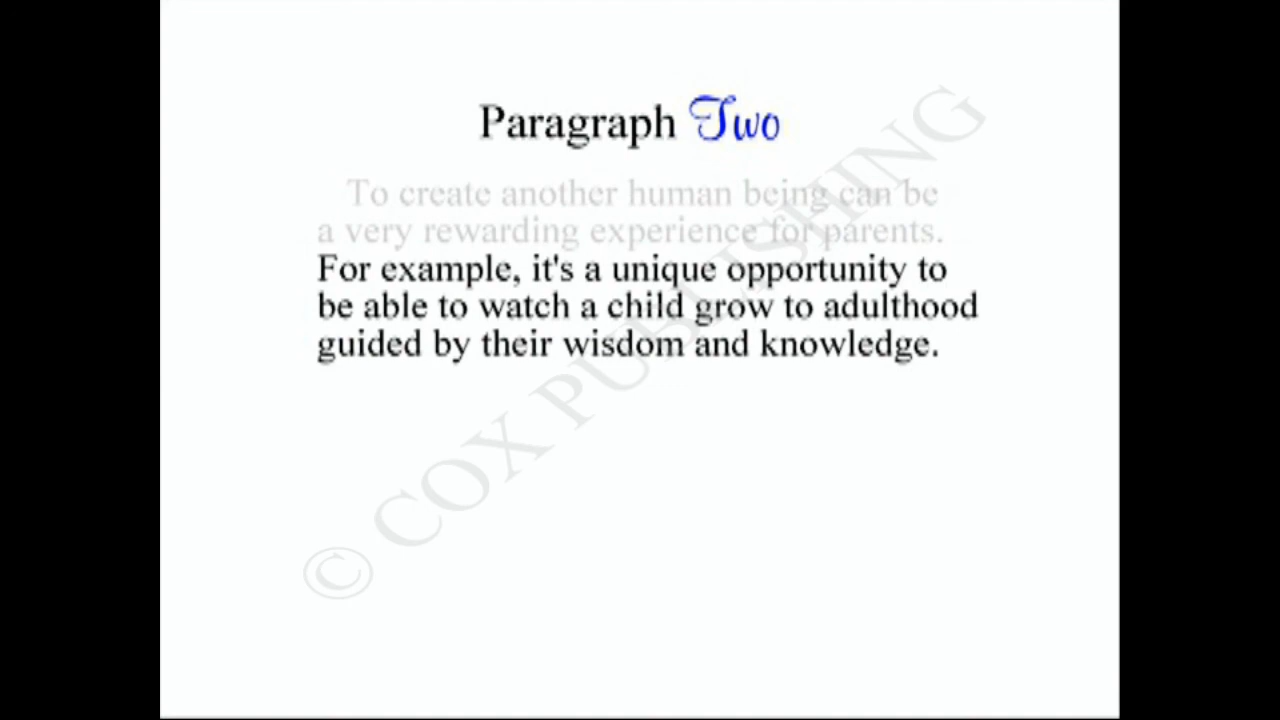 Paragraph Two
To create another human being can be
a very rewarding experience for parents.
For example, it's a unique opportunity to
be able to watch a child grow to adulthood
guided by their wisdom and knowledge.
© COX PUBLISHING